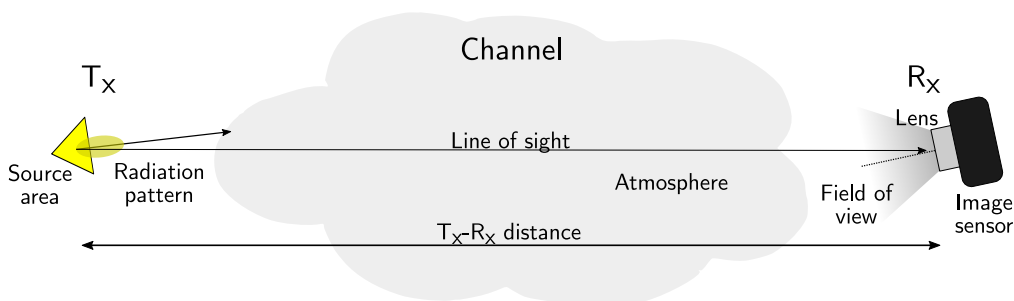 Channel
Tx
Rx
Lens
Line of sight
Source
area
Radiation
pattern
Atmosphere
Field of
view
Image
sensor
Tx-Rx distance